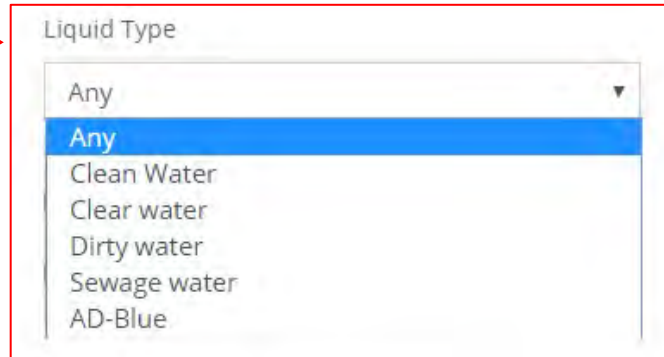 Liquid Type
Any
Any
Clean Water
Clear water
Dirty water
Sewage water
AD-Blue